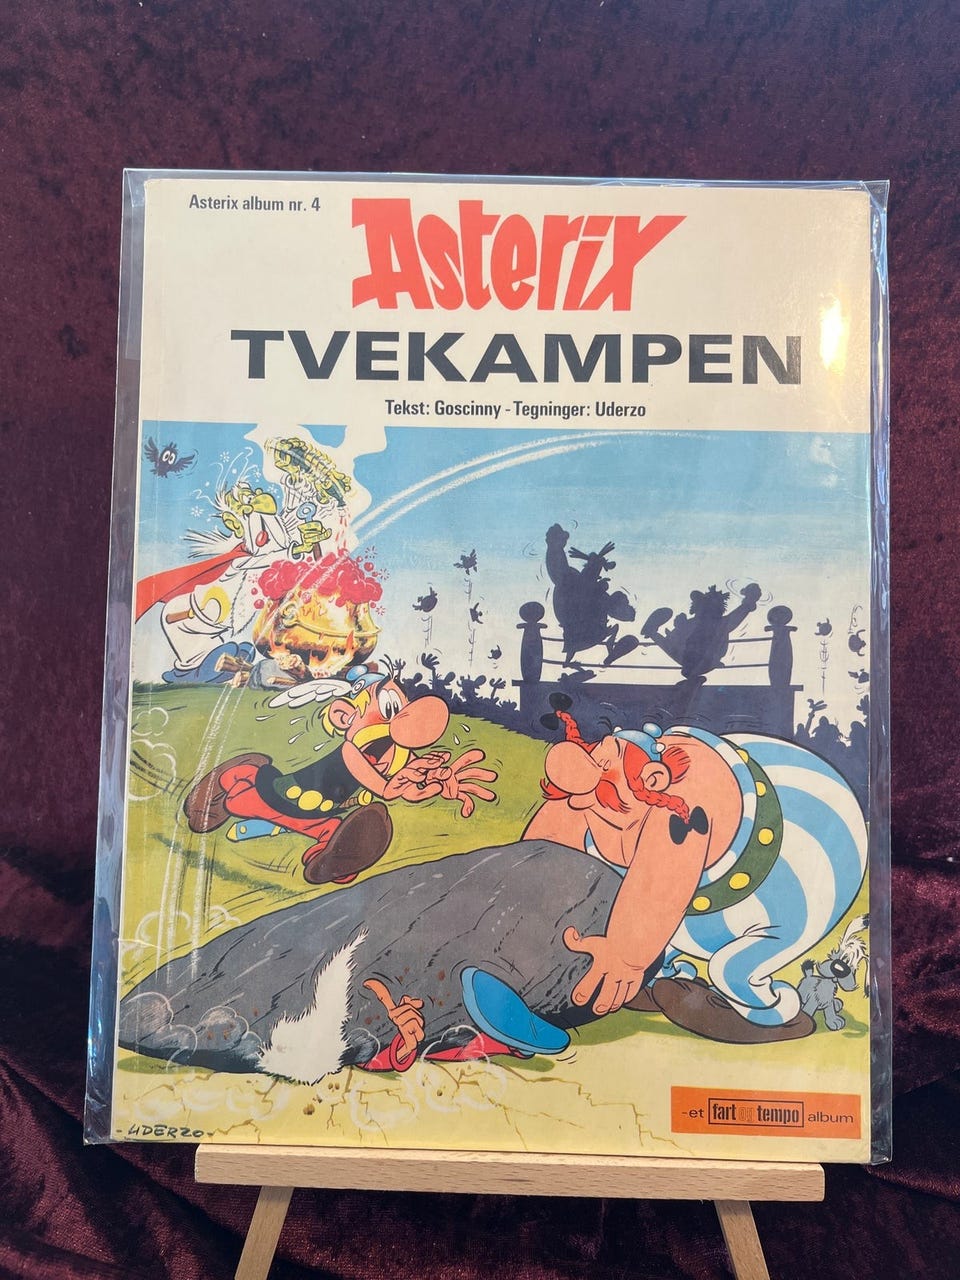 Asterix album nr. 4
Asterix
TVEKAMPEN
Tekst: Goscinny - Tegninger: Uderzo
-UDERZO-
-et fart og tempo album